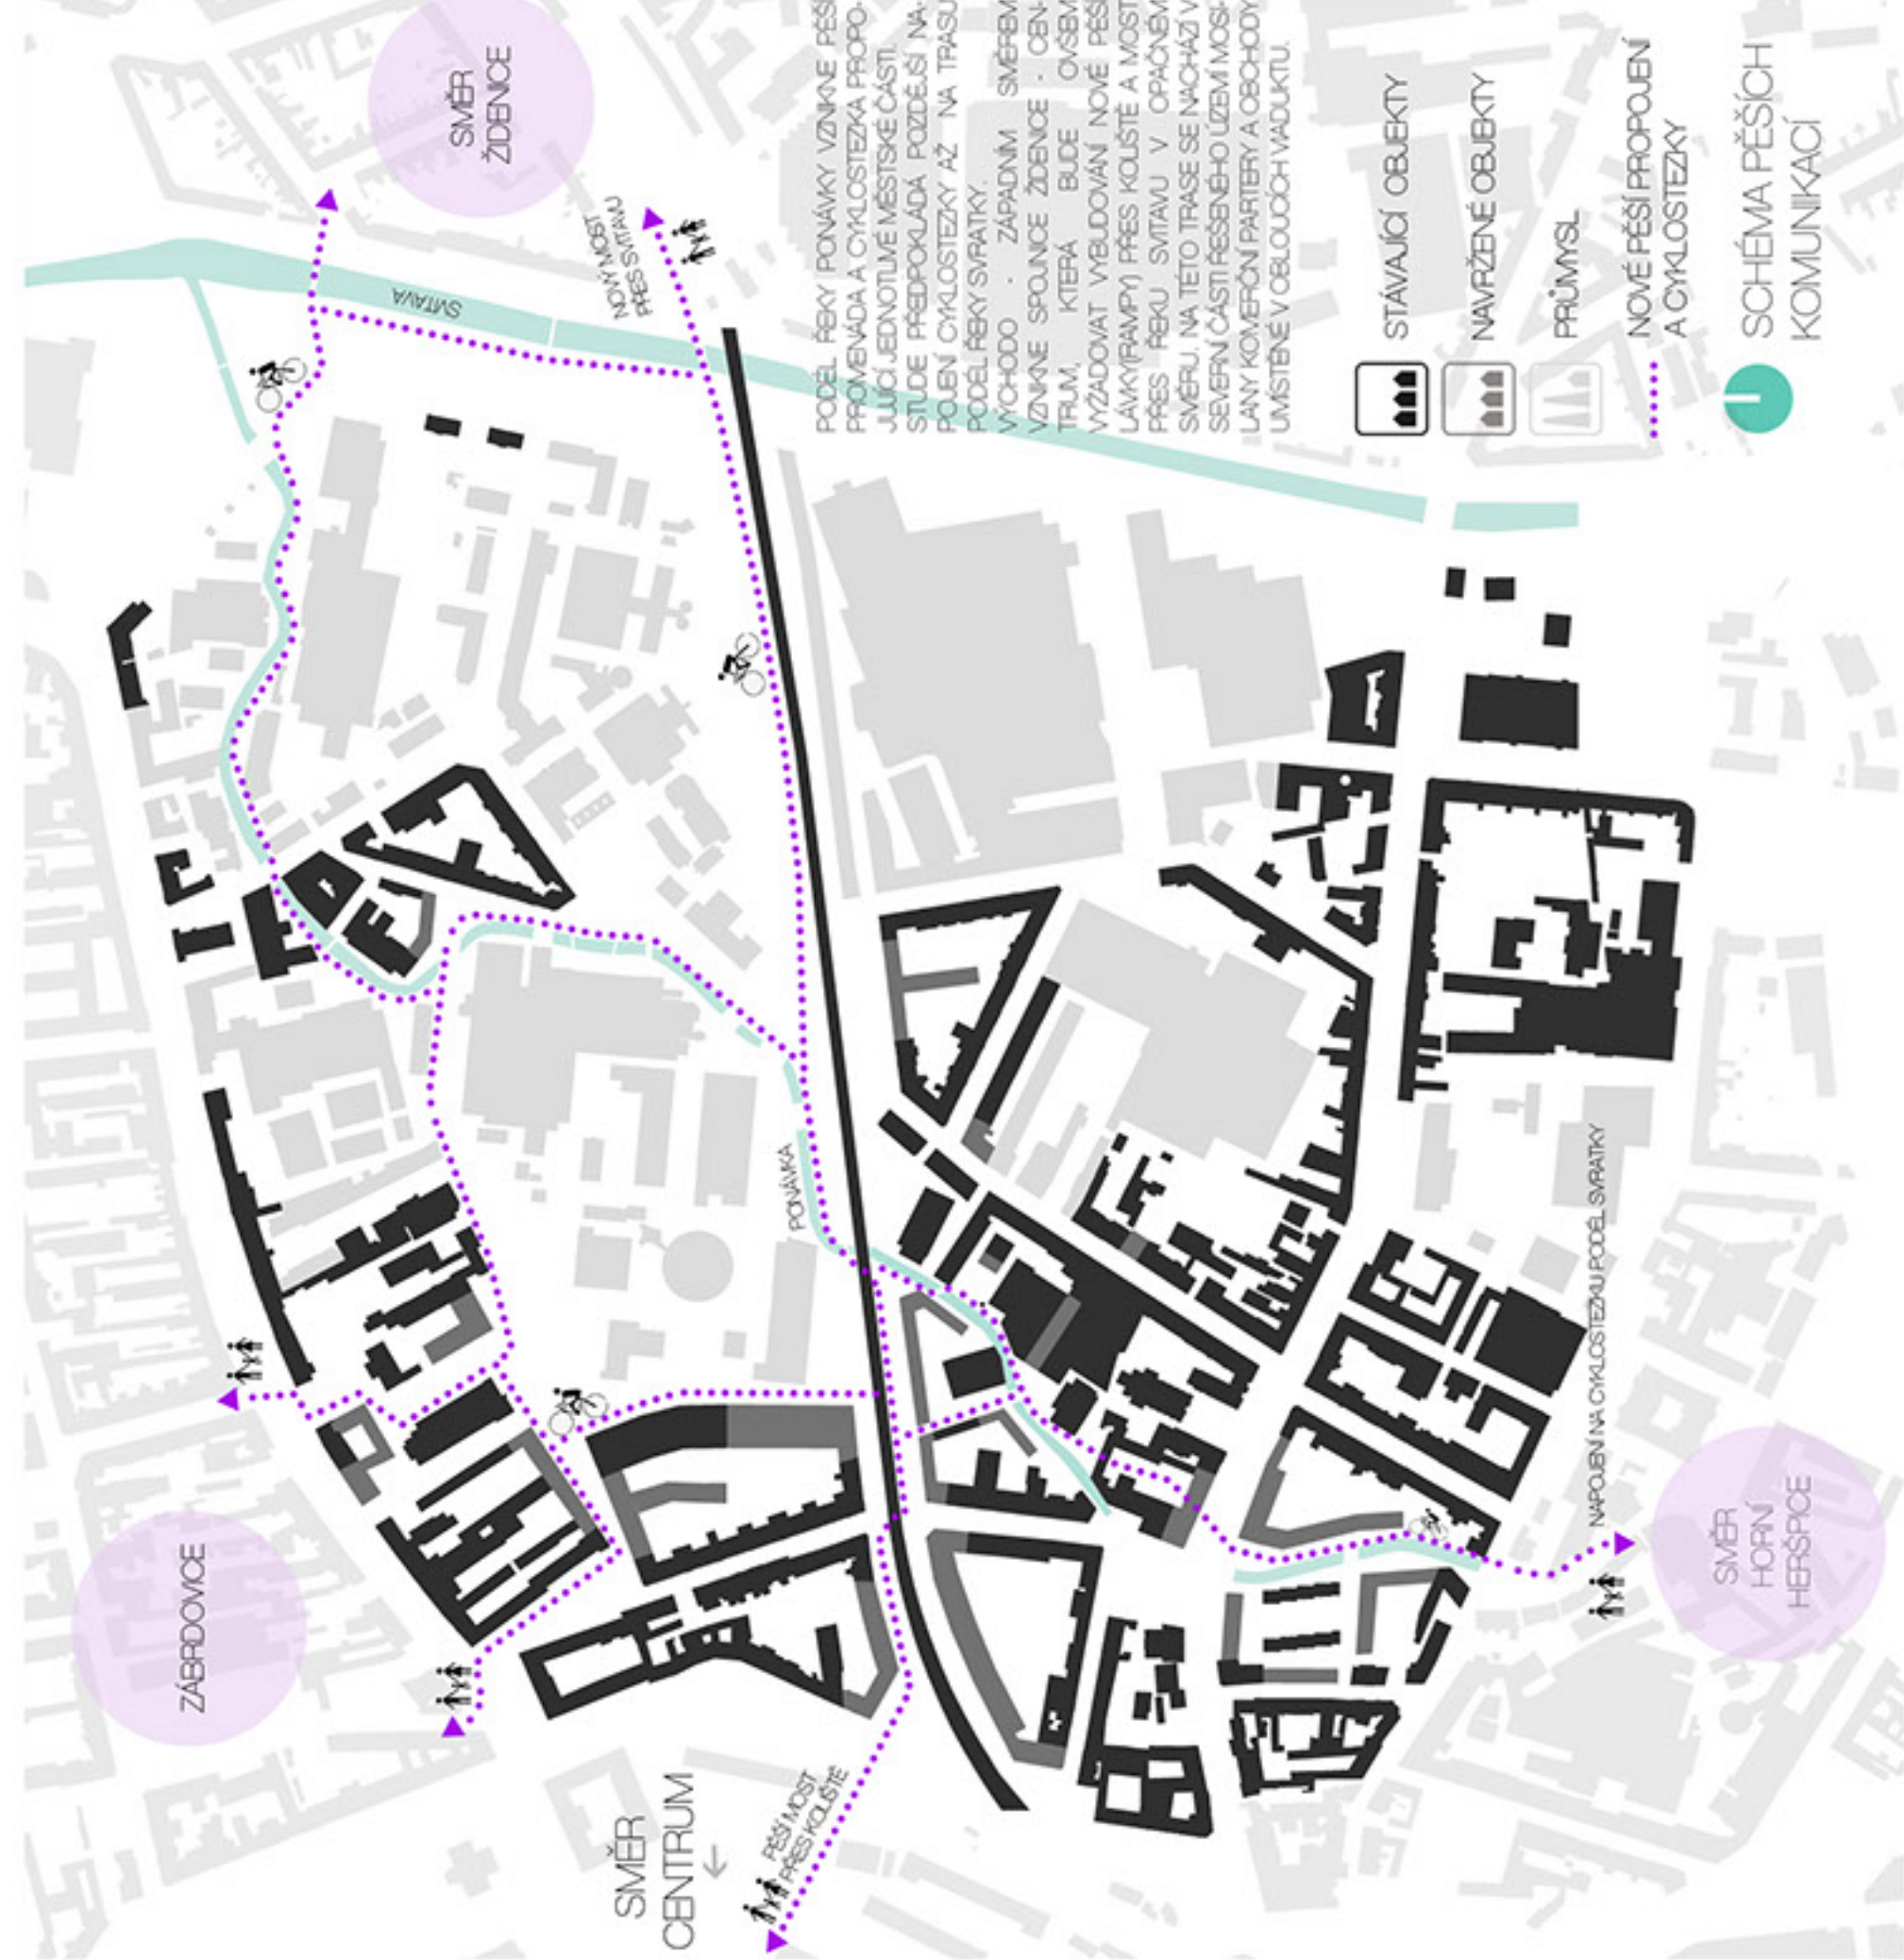 ZÁBRDOVICE
SMĚR
ŽIDENICE
SVITAVA
NOVÝ MOST
PŘES SVITAVU
SMĚR
CENTRUM
PĚŠÍ MOST
PŘES KOLIŠTĚ
PONÁVKA
PODÉL ŘEKY PONÁVKY VZNIKNE PĚŠÍ
PROMENÁDA A CYKLOSTEZKA PROPO-
JUJÍCÍ JEDNOTLIVÉ MĚSTSKÉ ČÁSTI.
STUDIE PŘEDPOKLÁDÁ POZDĚJŠÍ NA-
POJENÍ CYKLOSTEZKY AŽ NA TRASU
PODÉL ŘEKY SVRATKY.
VÝCHODO - ZÁPADNÍM SMĚREM
VZNIKNE SPOJNICE ŽIDENICE - CEN-
TRUM, KTERÁ BUDE OVŠEM
VYŽADOVAT VYBUDOVÁNÍ NOVÉ PĚŠÍ
LÁVKY(RAMPY) PŘES KOLIŠTĚ A MOST
PŘES ŘEKU SVITAVU V OPAČNÉM
SMĚRU. NA TÉTO TRASE SE NACHÁZÍ V
SEVERNÍ ČÁSTI ŘEŠENÉHO ÚZEMÍ MOSI-
LANY KOMERČNÍ PARTERY A OBCHODY
UMÍSTĚNÉ V OBLOUCÍCH VIADUKTU.
STÁVAJÍCÍ OBJEKTY
NAVRŽENÉ OBJEKTY
PRŮMYSL
NOVÉ PĚŠÍ PROPOJENÍ
A CYKLOSTEZKY
NAPOJENÍ NA CYKLOSTEZKU PODÉL SVRATKY
SMĚR
HORNÍ
HERŠPICE
SCHÉMA PĚŠÍCH
KOMUNIKACÍ